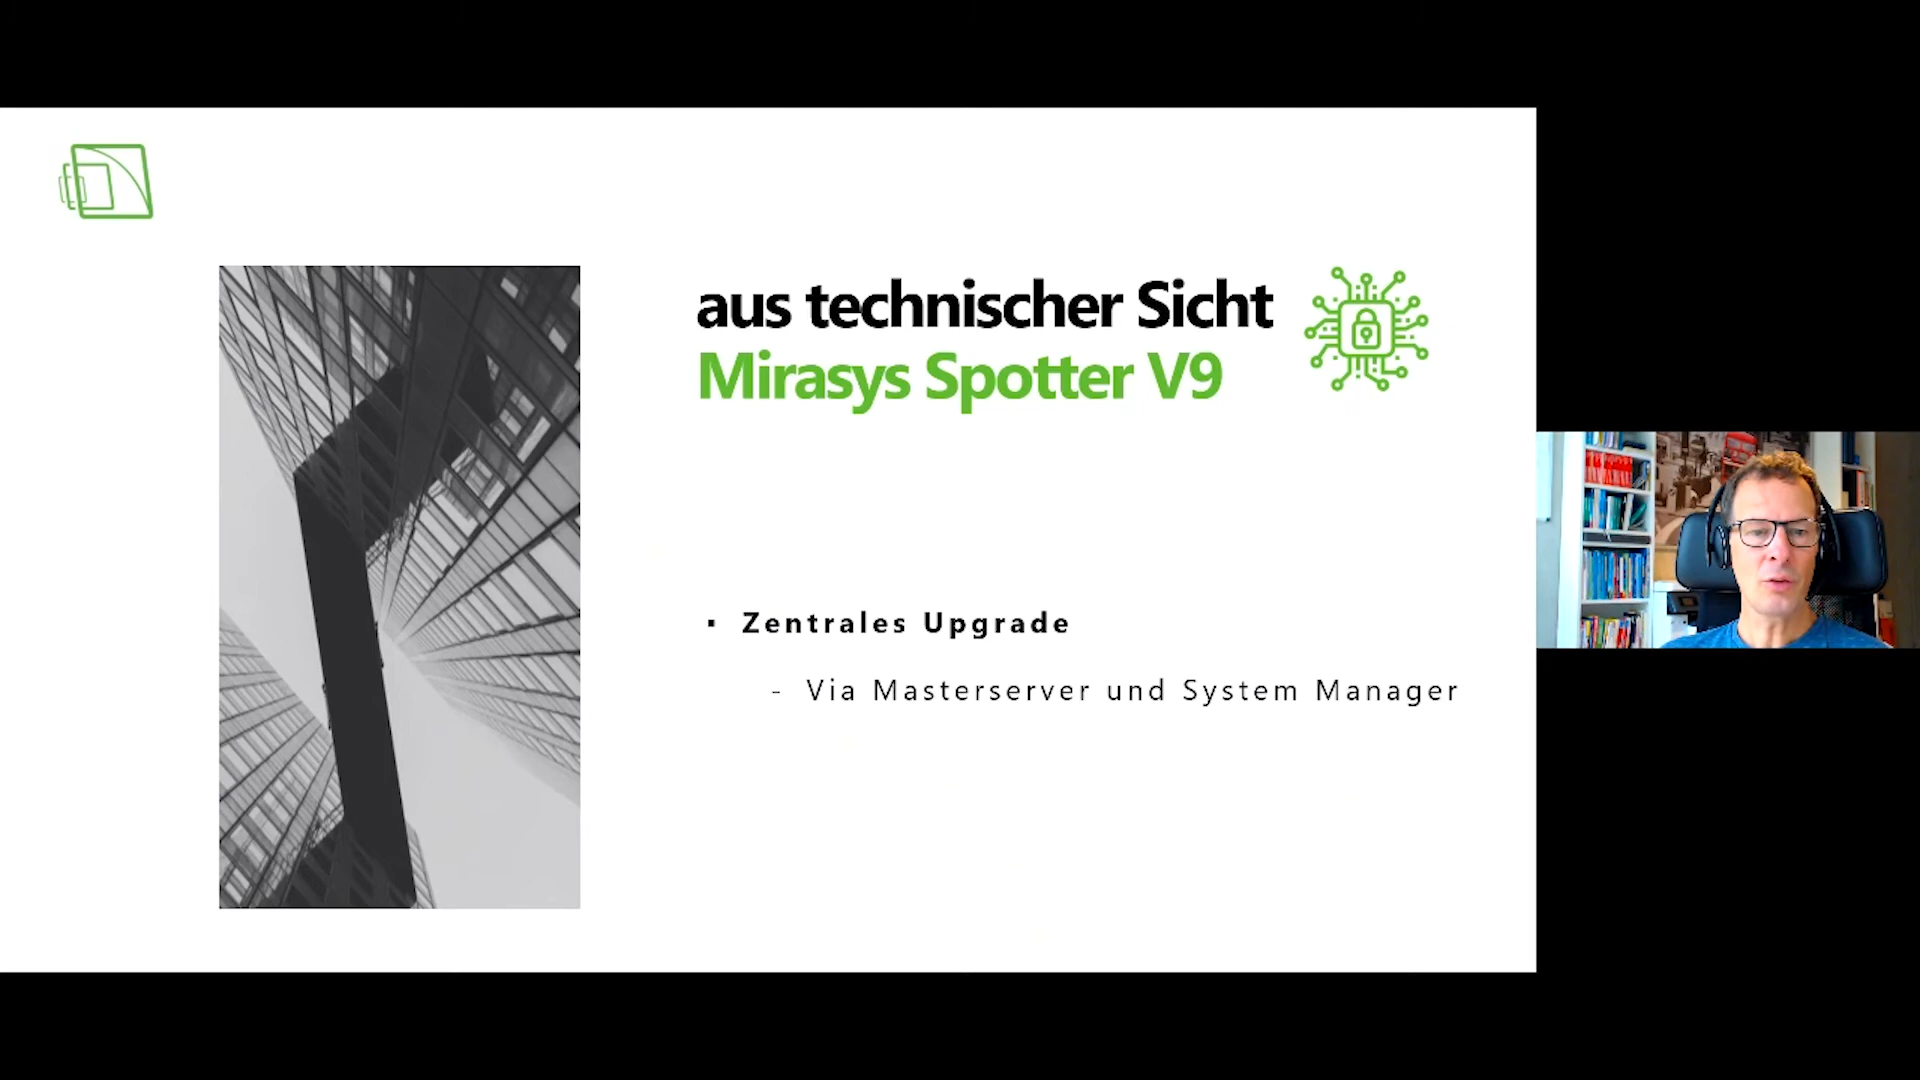 aus technischer Sicht
Mirasys Spotter V9
▪ Zentrales Upgrade
- Via Masterserver und System Manager